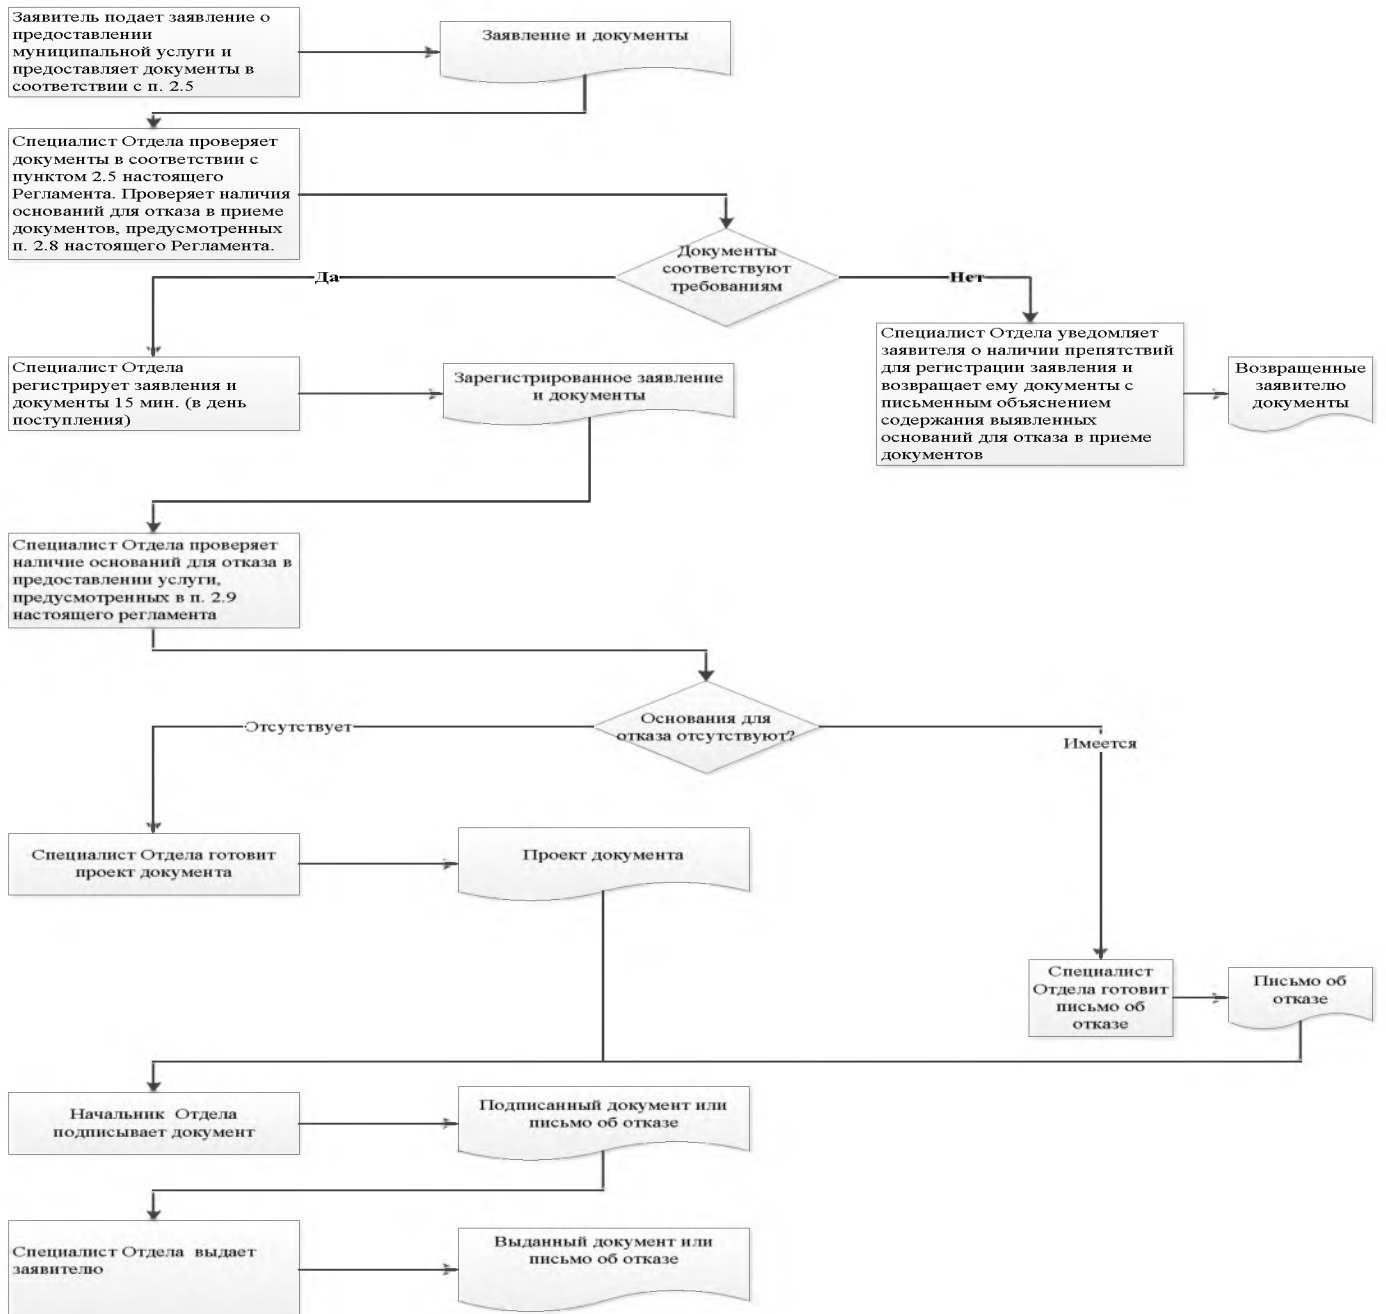 Заявитель подает заявление о
предоставлении
муниципальной услуги и
предоставляет документы в
соответствии с п. 2.5
Заявление и документы
Специалист Отдела проверяет
документы в соответствии с
пунктом 2.5 настоящего
Регламента. Проверяет наличия
оснований для отказа в приеме
документов, предусмотренных
п. 2.8 настоящего Регламента.
Документы
соответствуют
требованиям
Да
Нет
Специалист Отдела
регистрирует заявления и
документы 15 мин. (в день
поступления)
Зарегистрированное заявление
и документы
Специалист Отдела уведомляет
заявителя о наличии препятствий
для регистрации заявления и
возвращает ему документы с
письменным объяснением
содержания выявленных
оснований для отказа в приеме
документов
Возвращенные
заявителю
документы
Специалист Отдела проверяет
наличие оснований для отказа в
предоставлении услуги,
предусмотренных в п. 2.9
настоящего регламента
Основания для
отказа отсутствуют?
Отсутствует
Имеется
Специалист Отдела готовит
проект документа
Проект документа
Специалист
Отдела готовит
письмо об
отказе
Письмо об
отказе
Начальник Отдела
подписывает документ
Подписанный документ или
письмо об отказе
Специалист Отдела выдает
заявителю
Выданный документ или
письмо об отказе